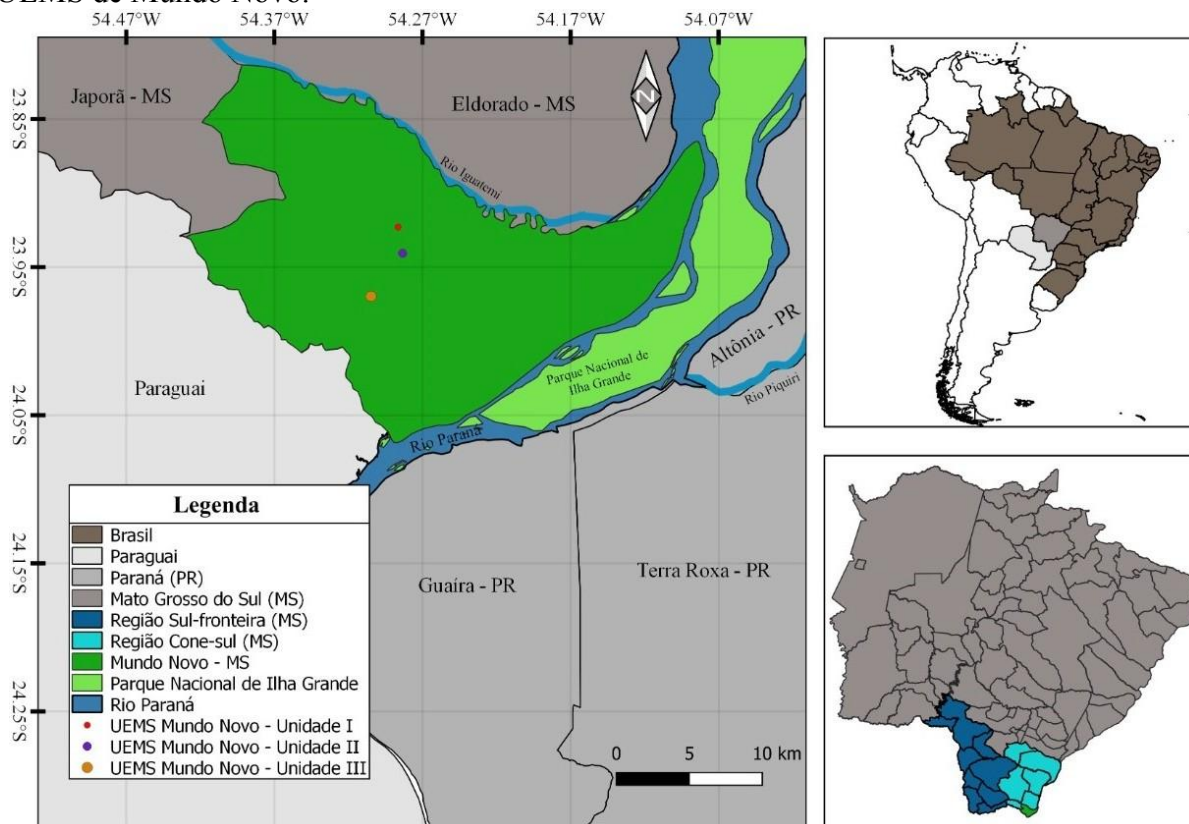 UEMS de Mundo Novo.
54.47°W 54.37°W 54.27°W 54.17°W 54.07°W
23.85°S
23.95°S
24.05°S
24.15°S
24.25°S
Japorã - MS
Eldorado - MS
N
Rio Iguatemi
Paraguai
Parque Nacional de
Ilha Grande
Altônia - PR
Rio Piquiri
Rio Paraná
Guaíra - PR
Terra Roxa - PR
Legenda
Brasil
Paraguai
Paraná (PR)
Mato Grosso do Sul (MS)
Região Sul-fronteira (MS)
Região Cone-sul (MS)
Mundo Novo - MS
Parque Nacional de Ilha Grande
Rio Paraná
UEMS Mundo Novo - Unidade I
UEMS Mundo Novo - Unidade II
UEMS Mundo Novo - Unidade III
0 5 10 km